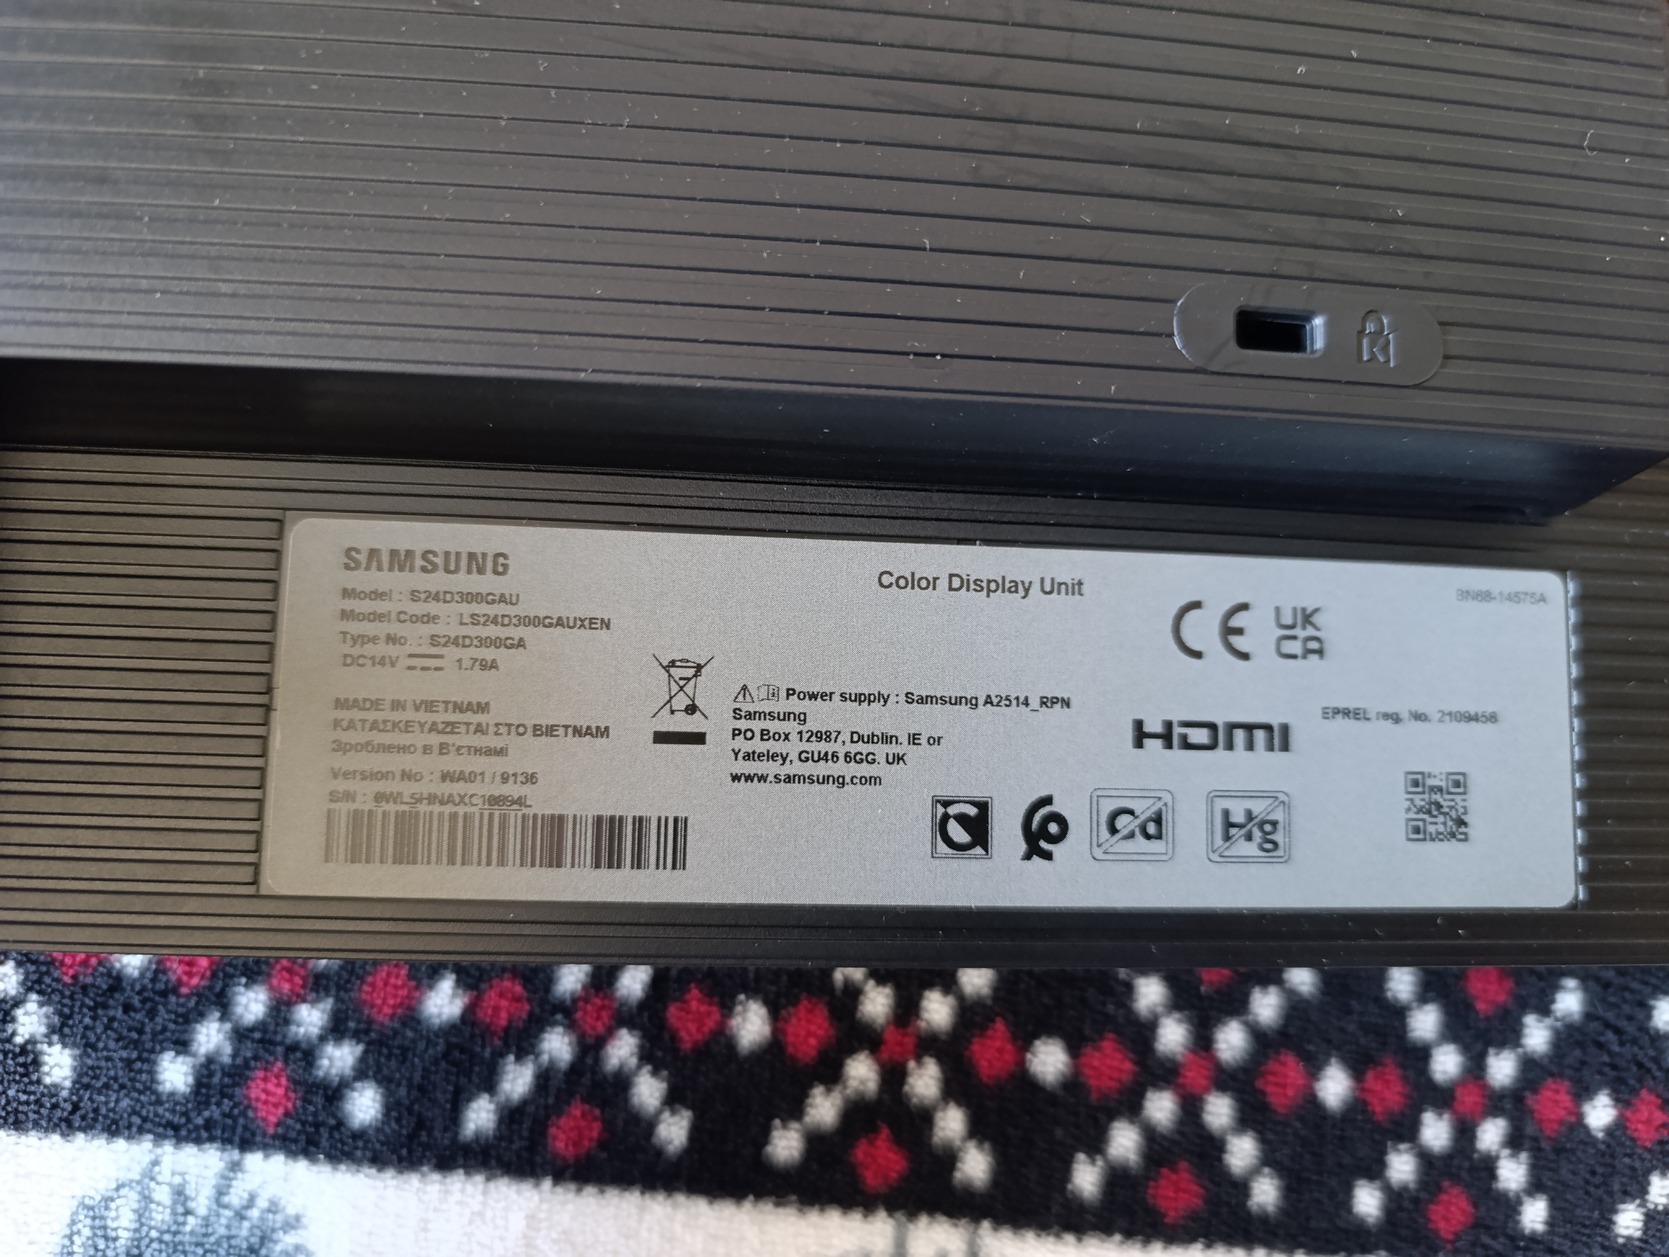 SAMSUNG
Model : S24D300GAU
Model Code : LS24D300GAUXEN
Type No. : S24D300GA
DC14V 1.79A
MADE IN VIETNAM
ΚΑΤΑΣΚΕΥΑΖΕΤΑΙ ΣΤΟ ΒΙΕΤΝΑΜ
Зроблено в В'єтнамі
Version No : WA01 / 9136
S/N : 0WL5HNAXC10894L
Color Display Unit
Power supply : Samsung A2514_RPN
Samsung
PO Box 12987, Dublin. IE or
Yateley, GU46 6GG. UK
www.samsung.com
BN68-14575A
CE UK
CA
HDMI
EPREL reg. No. 2109456
Cd Hg